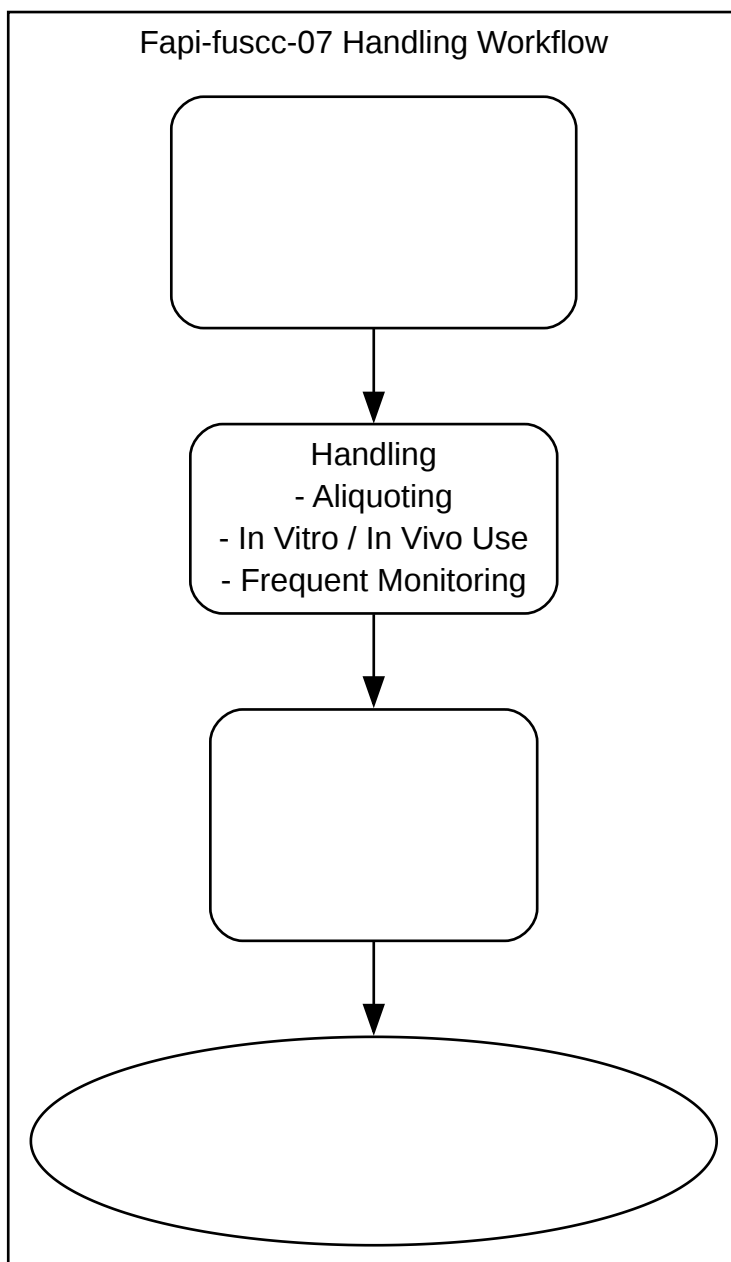 Fapi-fuscc-07 Handling Workflow
Handling
- Aliquoting
- In Vitro / In Vivo Use
- Frequent Monitoring